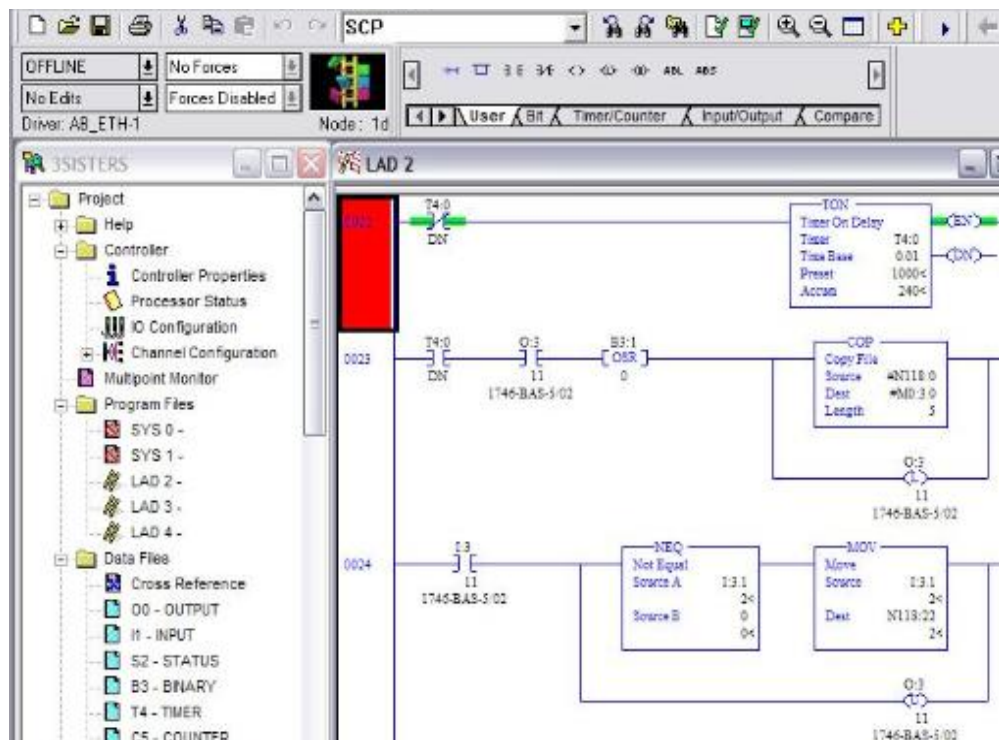 SCP
OFFLINE No Forces
No Edits Forces Disabled
Driver: AB_ETH-1 Node: 1d
ABL ABS
User Bit Timer/Counter Input/Output Compare
3SISTERS
Project
Help
Controller
Controller Properties
Processor Status
IO Configuration
Channel Configuration
Multipoint Monitor
Program Files
SYS 0 -
SYS 1 -
LAD 2 -
LAD 3 -
LAD 4 -
Data Files
Cross Reference
O0 - OUTPUT
I1 - INPUT
S2 - STATUS
B3 - BINARY
T4 - TIMER
C5 - COUNTER
LAD 2
0022
T4:0
DN
TON
Timer On Delay
Timer T4:0
Time Base 0.01
Preset 1000<
Accum 240<
EN
DN
0023
T4:0
DN
O:3
11
1746-BAS-5/02
B3:1
OSR
0
COP
Copy File
Source #N118:0
Dest #M0:3.0
Length 5
O:3
L
11
1746-BAS-5/02
0024
I:3
11
1746-BAS-5/02
NEQ
Not Equal
Source A I:3.1
2<
Source B 0
0<
MOV
Move
Source I:3.1
2<
Dest N118:22
2<
O:3
U
11
1746-BAS-5/02